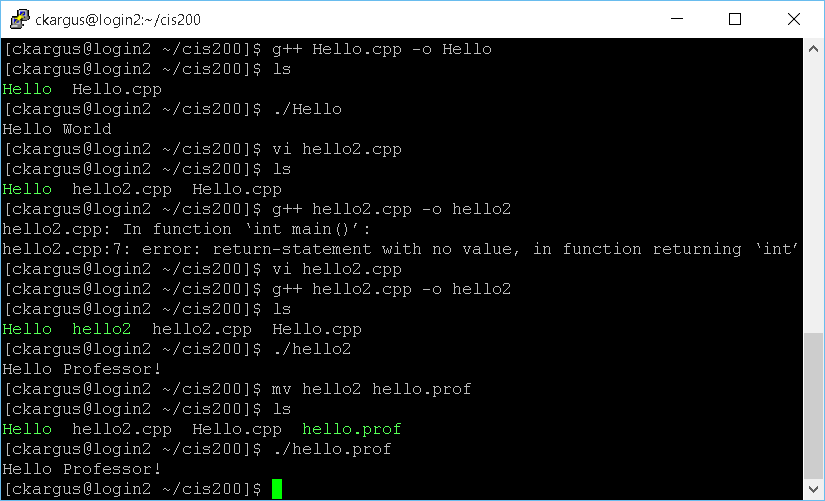 ckargus@login2:~/cis200
[ckargus@login2 ~/cis200]$ g++ Hello.cpp -o Hello
[ckargus@login2 ~/cis200]$ ls
Hello  Hello.cpp
[ckargus@login2 ~/cis200]$ ./Hello
Hello World
[ckargus@login2 ~/cis200]$ vi hello2.cpp
[ckargus@login2 ~/cis200]$ ls
Hello  hello2.cpp  Hello.cpp
[ckargus@login2 ~/cis200]$ g++ hello2.cpp -o hello2
hello2.cpp: In function ‘int main()’:
hello2.cpp:7: error: return-statement with no value, in function returning ‘int’
[ckargus@login2 ~/cis200]$ vi hello2.cpp
[ckargus@login2 ~/cis200]$ g++ hello2.cpp -o hello2
[ckargus@login2 ~/cis200]$ ls
Hello  hello2  hello2.cpp  Hello.cpp
[ckargus@login2 ~/cis200]$ ./hello2
Hello Professor!
[ckargus@login2 ~/cis200]$ mv hello2 hello.prof
[ckargus@login2 ~/cis200]$ ls
Hello  hello2.cpp  Hello.cpp  hello.prof
[ckargus@login2 ~/cis200]$ ./hello.prof
Hello Professor!
[ckargus@login2 ~/cis200]$